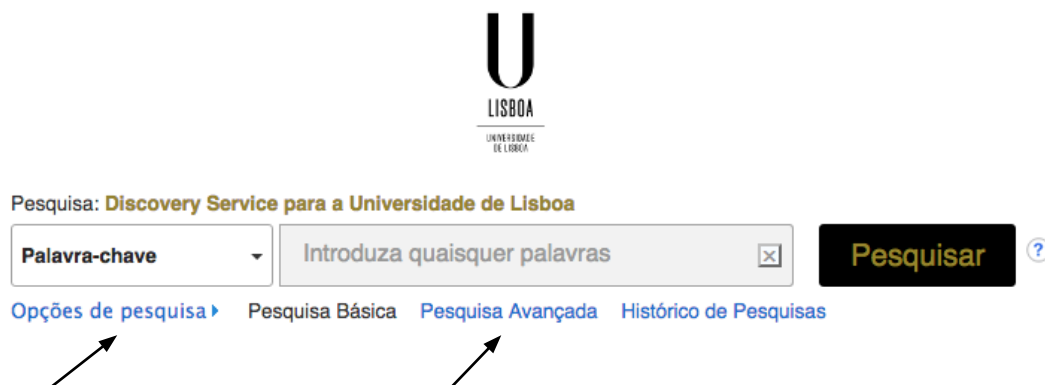 LISBOA
UNIVERSIDADE
DE LISBOA
Pesquisa: Discovery Service para a Universidade de Lisboa
Palavra-chave Introduza quaisquer palavras Pesquisar ?
Opções de pesquisa Pesquisa Básica Pesquisa Avançada Histórico de Pesquisas